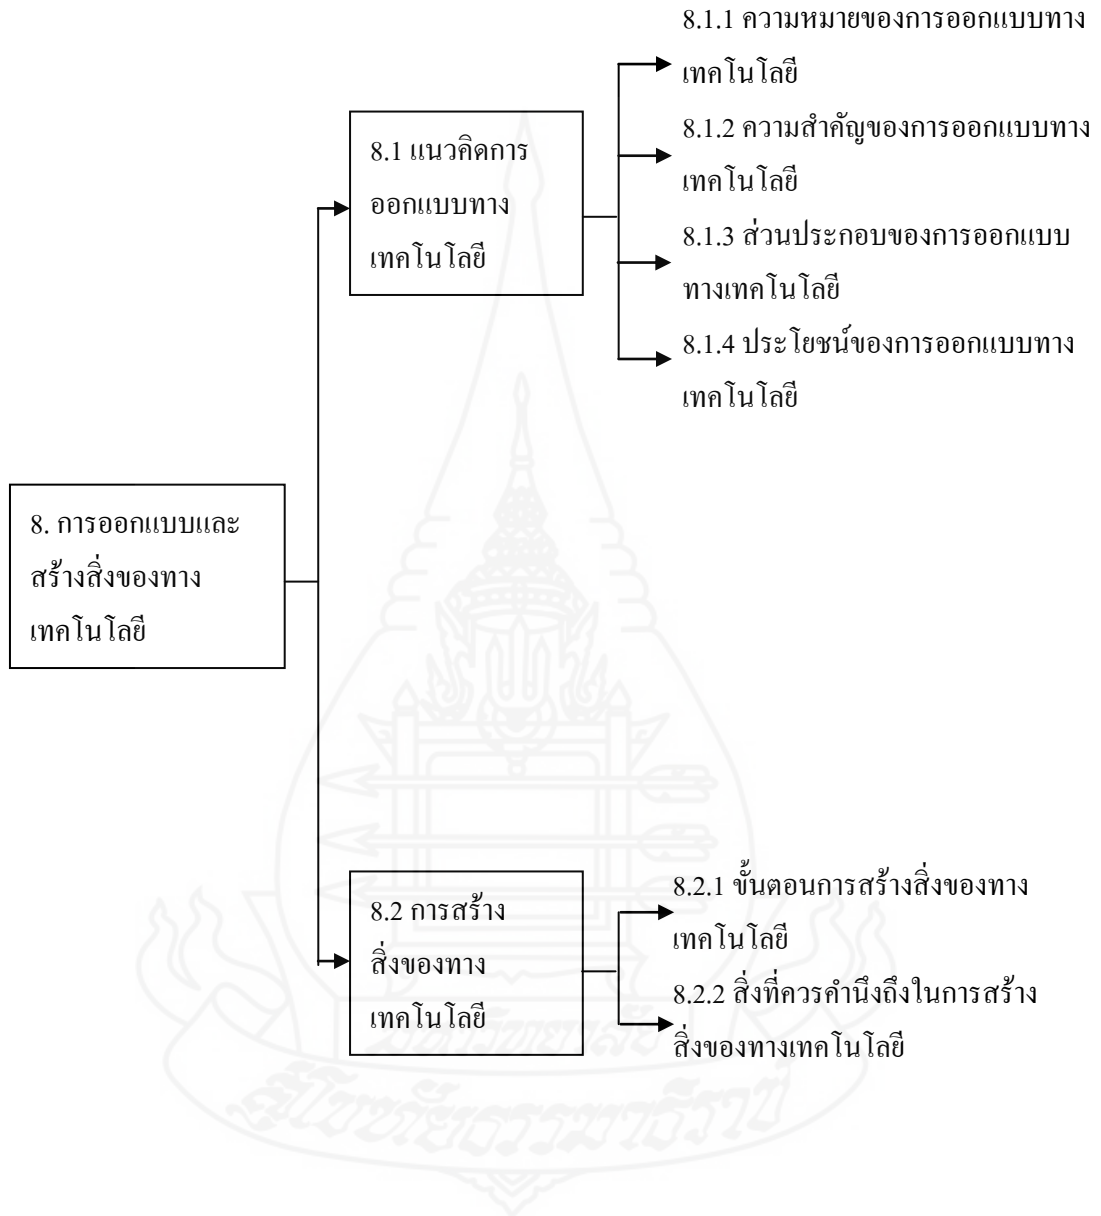 8. การออกแบบและ
สร้างสิ่งของทาง
เทคโนโลยี
8.1 แนวคิดการ
ออกแบบทาง
เทคโนโลยี
8.1.1 ความหมายของการออกแบบทาง
เทคโนโลยี
8.1.2 ความสำคัญของการออกแบบทาง
เทคโนโลยี
8.1.3 ส่วนประกอบของการออกแบบ
ทางเทคโนโลยี
8.1.4 ประโยชน์ของการออกแบบทาง
เทคโนโลยี
8.2 การสร้าง
สิ่งของทาง
เทคโนโลยี
8.2.1 ขั้นตอนการสร้างสิ่งของทาง
เทคโนโลยี
8.2.2 สิ่งที่ควรคำนึงถึงในการสร้าง
สิ่งของทางเทคโนโลยี
สุโขทัยธรรมาธิราช